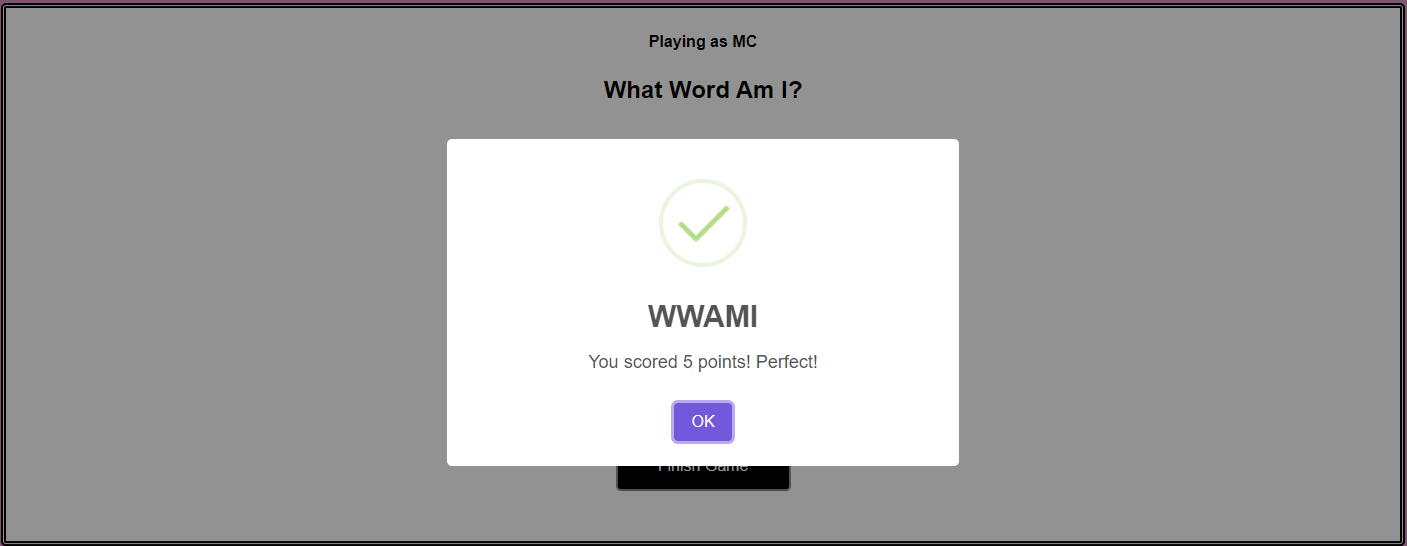 Playing as MC
What Word Am I?
WWAMI
You scored 5 points! Perfect!
OK
Finish Game